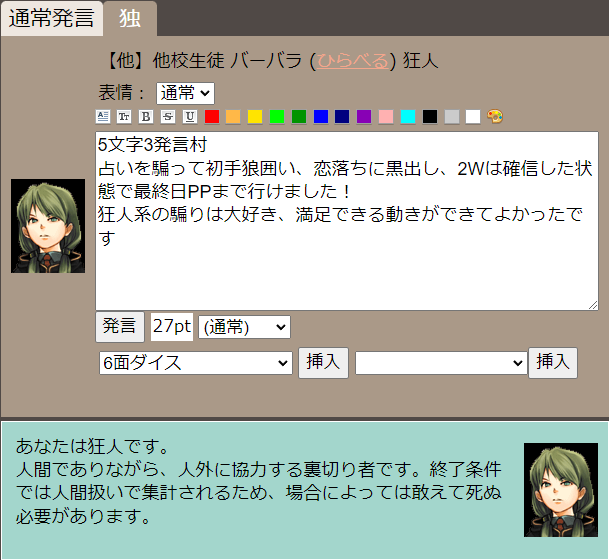 通常発言 独
【他】他校生徒 バーバラ (ひらべる) 狂人
表情： 通常
Tr B S U
5文字3発言村
占いを騙って初手狼囲い、恋落ちに黒出し、2Wは確信した状
態で最終日PPまで行けました！
狂人系の騙りは大好き、満足できる動きができてよかったで
す
発言 27pt (通常)
6面ダイス 挿入 挿入
あなたは狂人です。
人間でありながら、人外に協力する裏切り者です。終了条件
では人間扱いで集計されるため、場合によっては敢えて死ぬ
必要があります。